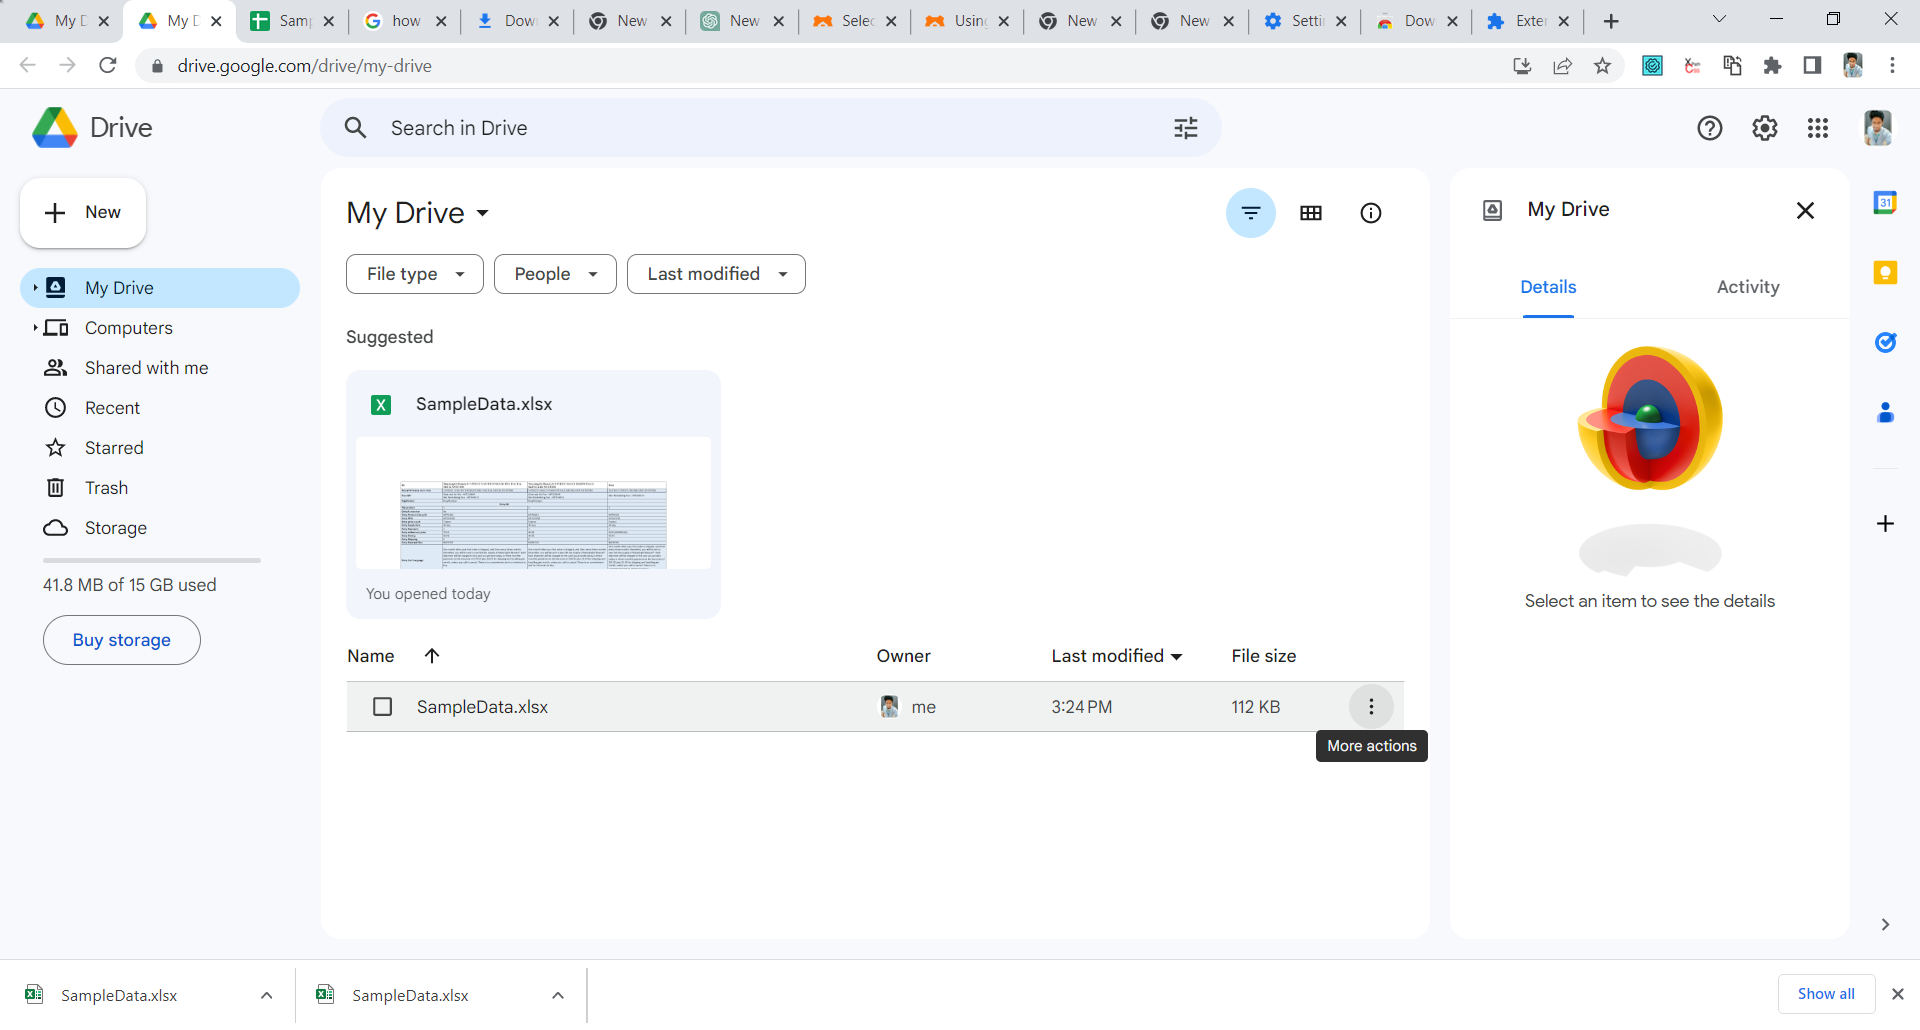 My D
My D
Samp
how
Dow
New
New
Selec
Using
New
New
Settin
Dow
Exten
drive.google.com/drive/my-drive
Drive
Search in Drive
New
My Drive
Computers
Shared with me
Recent
Starred
Trash
Storage
41.8 MB of 15 GB used
Buy storage
My Drive
File type
People
Last modified
Suggested
SampleData.xlsx
You opened today
Name
Owner
Last modified
File size
SampleData.xlsx
me
3:24 PM
112 KB
More actions
My Drive
Details
Activity
Select an item to see the details
31
SampleData.xlsx
SampleData.xlsx
Show all